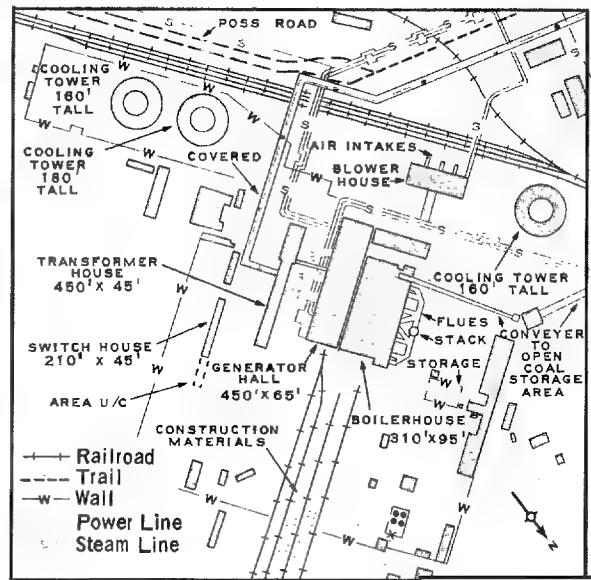 POSS ROAD
COOLING
TOWER
160'
TALL
COOLING
TOWER
180'
TALL
COVERED
AIR INTAKES
BLOWER
HOUSE
COOLING TOWER
160'
TALL
TRANSFORMER
HOUSE
450' X 45'
SWITCH HOUSE
210' X 45'
AREA U/C
GENERATOR
HALL
450' X 65'
FLUES
STACK
STORAGE
CONVEYER
TO
OPEN
COAL
STORAGE
AREA
BOILERHOUSE
310' X 95'
CONSTRUCTION
MATERIALS
Railroad
Trail
W Wall
Power Line
S Steam Line
N